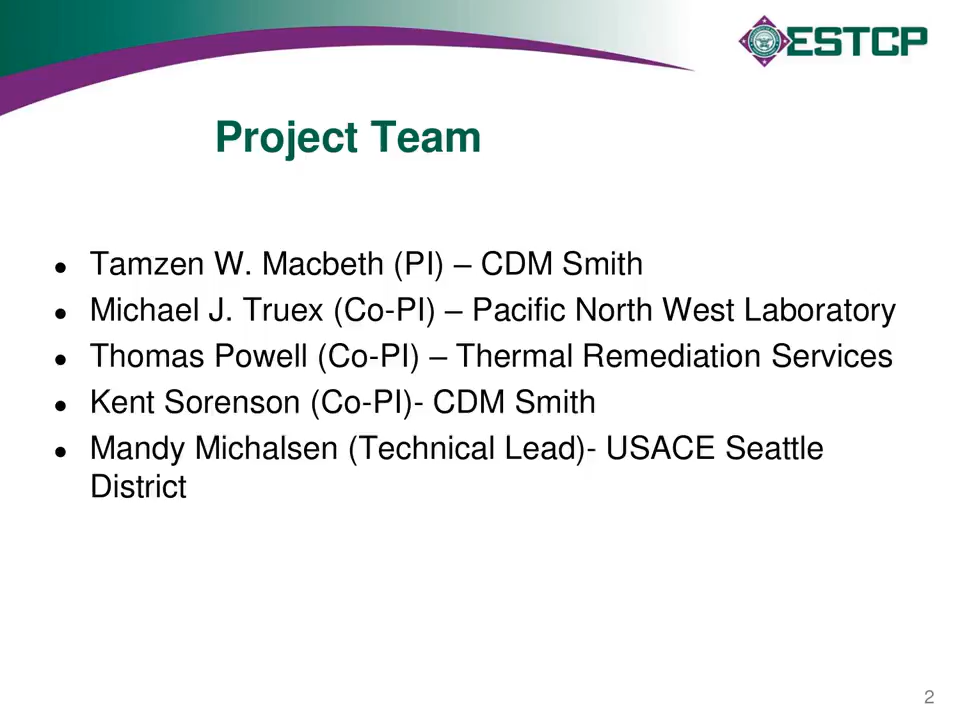 ESTCP
Project Team
● Tamzen W. Macbeth (PI) – CDM Smith
● Michael J. Truex (Co-PI) – Pacific North West Laboratory
● Thomas Powell (Co-PI) – Thermal Remediation Services
● Kent Sorenson (Co-PI)- CDM Smith
● Mandy Michalsen (Technical Lead)- USACE Seattle
District
2